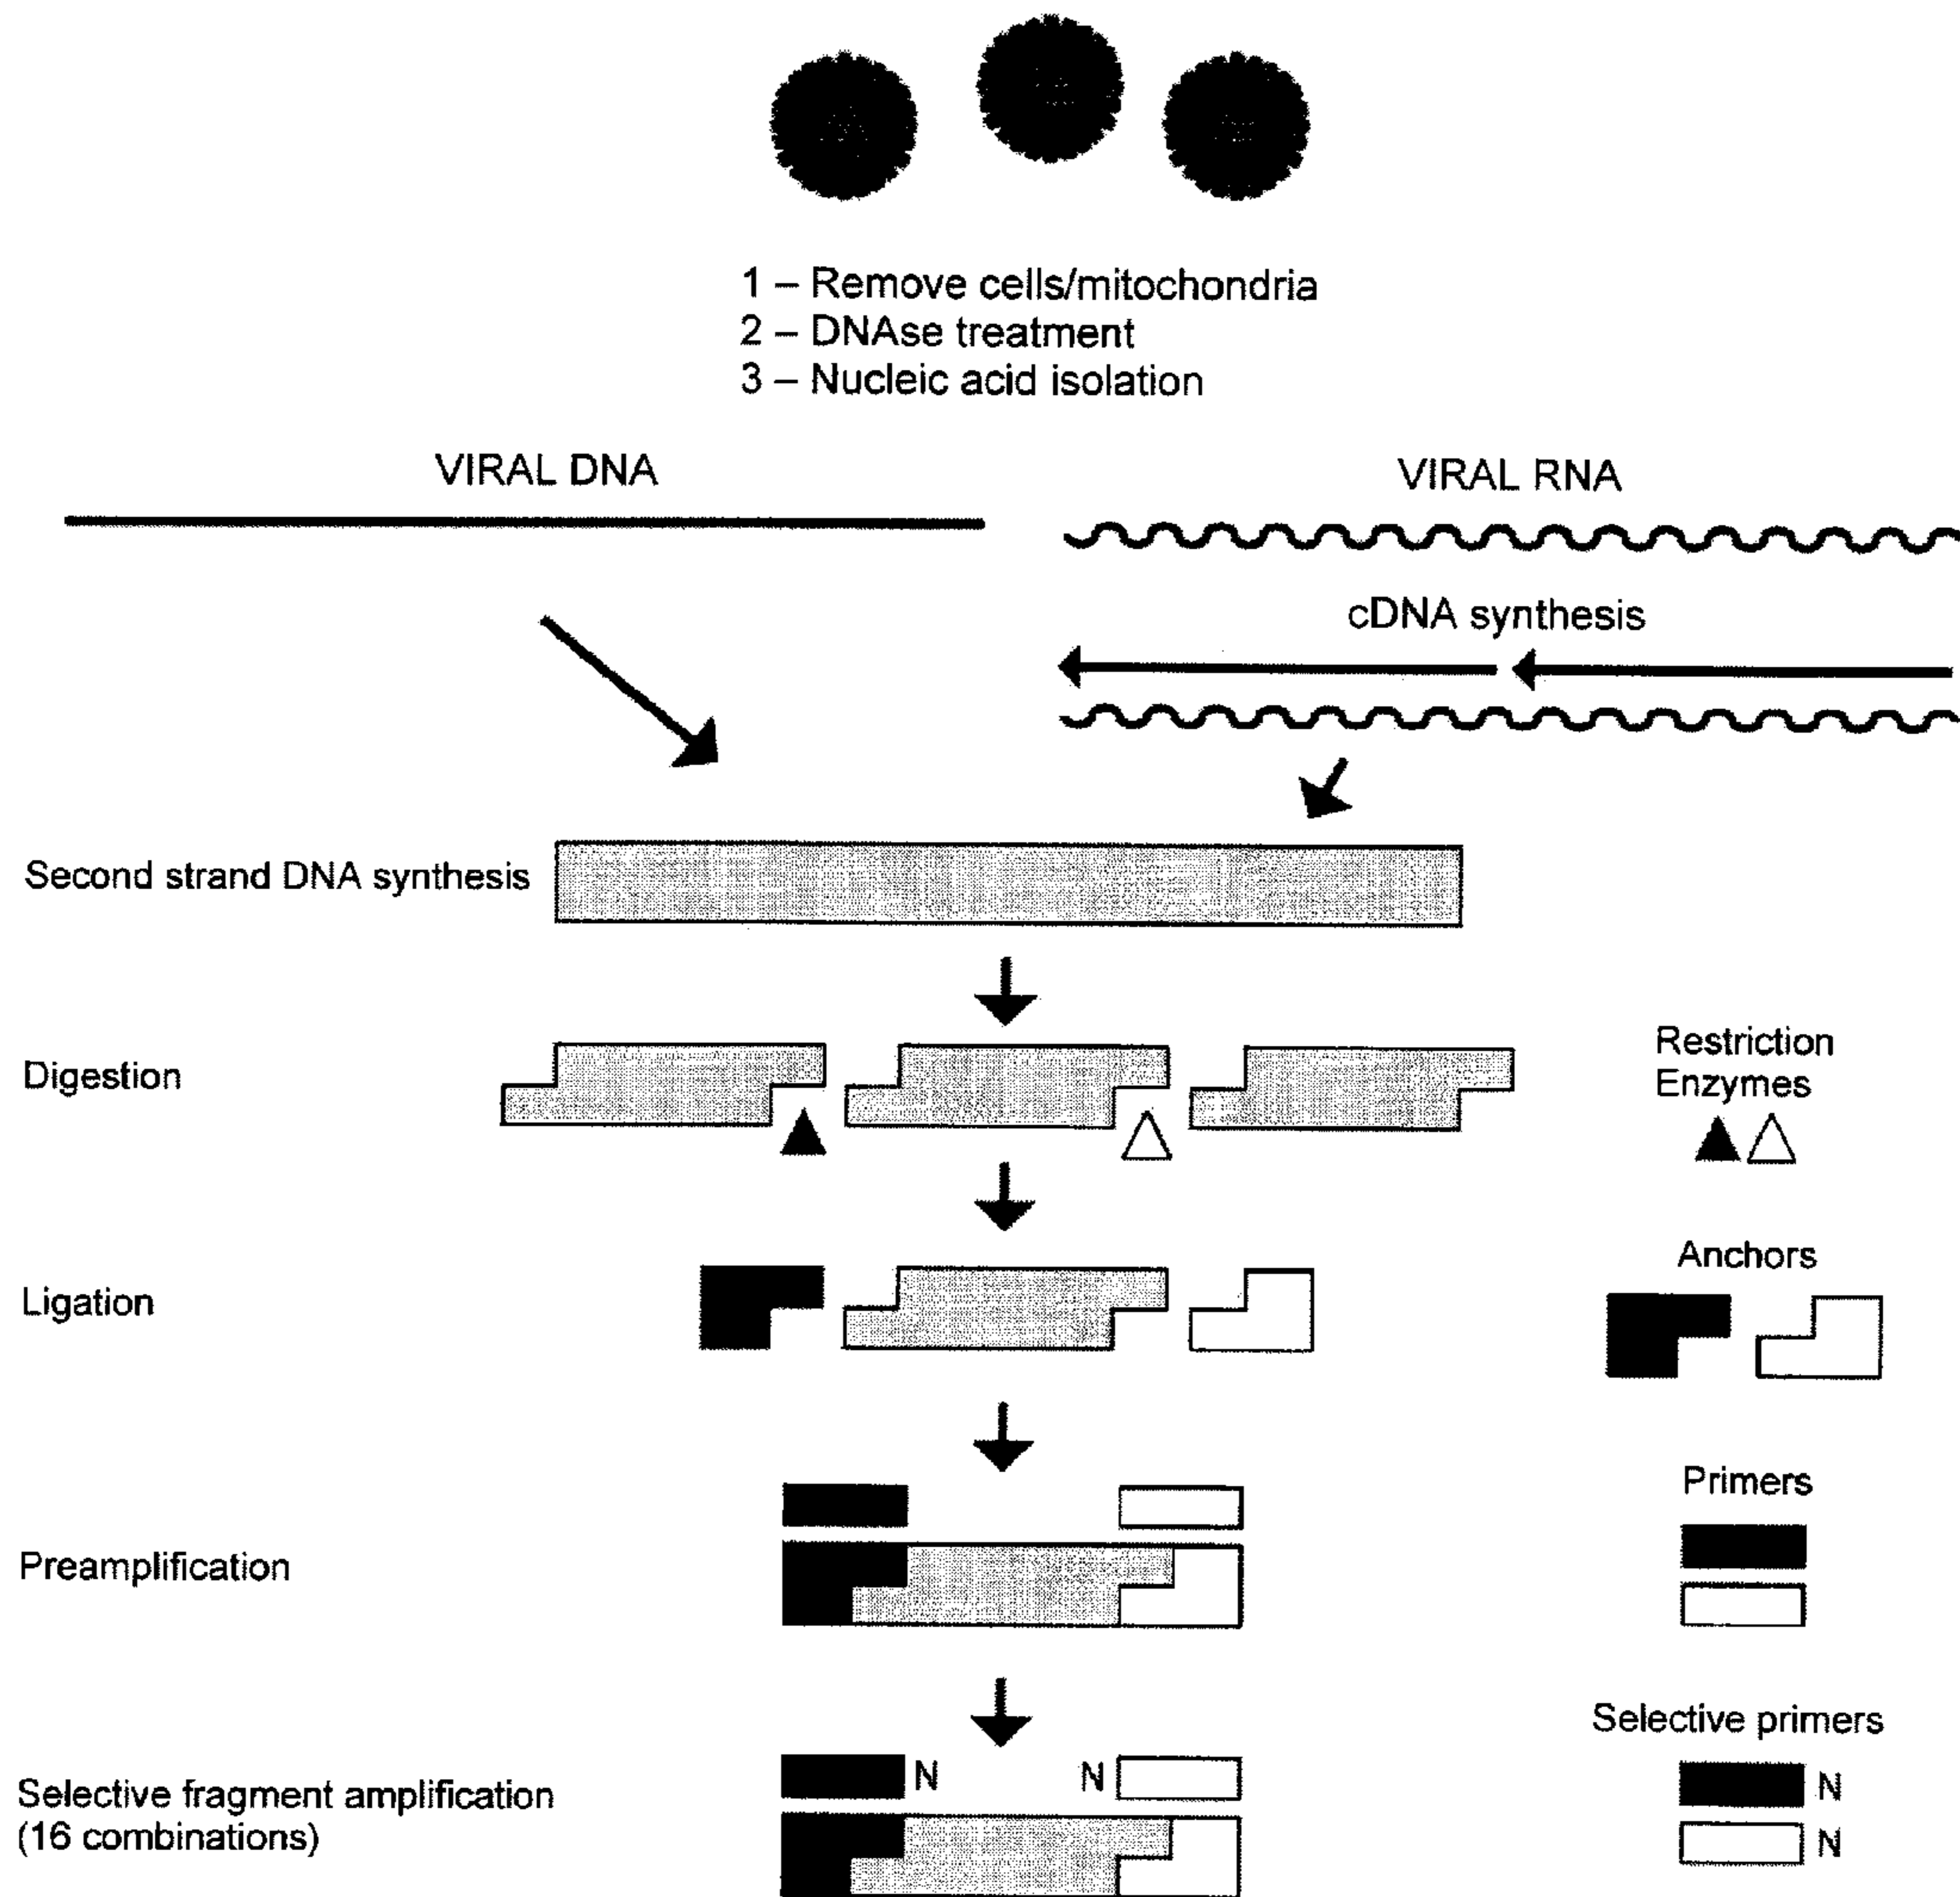 1 – Remove cells/mitochondria
2 – DNAse treatment
3 – Nucleic acid isolation
VIRAL DNA
VIRAL RNA
cDNA synthesis
Second strand DNA synthesis
Digestion
Restriction
Enzymes
Ligation
Anchors
Preamplification
Primers
Selective primers
N
N
N
Selective fragment amplification
(16 combinations)
N